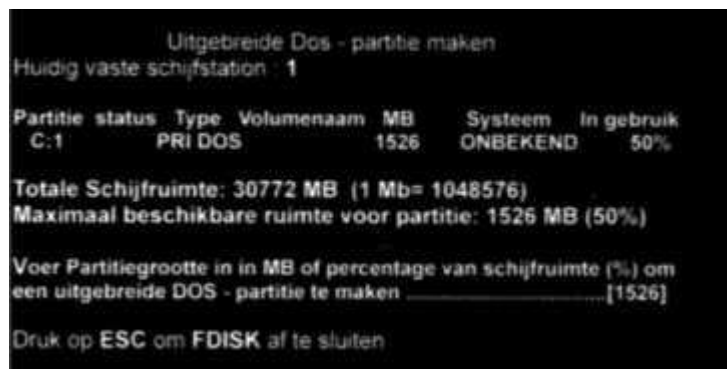 Uitgebreide Dos - partitie maken
Huidig vaste schijfstation : 1
Partitie status Type Volumenaam MB Systeem In gebruik
C:1 PRI DOS 1526 ONBEKEND 50%
Totale Schijfruimte: 30772 MB (1 Mb= 1048576)
Maximaal beschikbare ruimte voor partitie: 1526 MB (50%)
Voer Partitiegrootte in in MB of percentage van schijfruimte (%) om
een uitgebreide DOS - partitie te maken ................................[1526]
Druk op ESC om FDISK af te sluiten